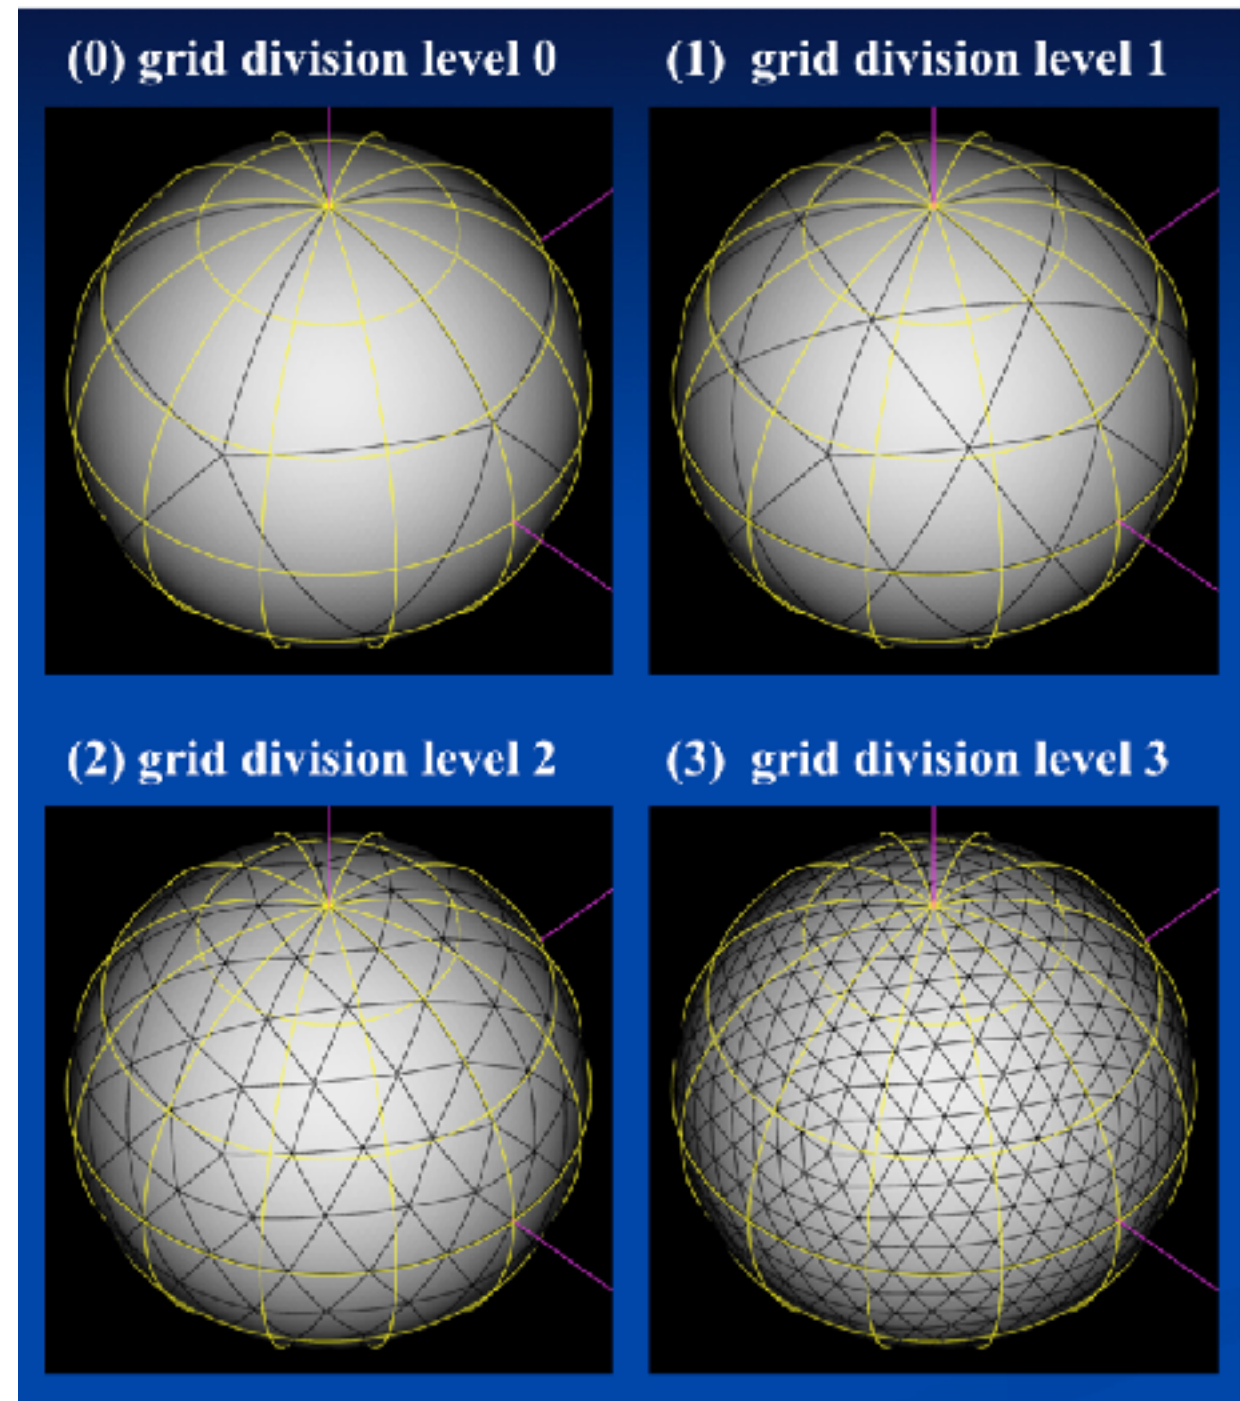 (0) grid division level 0
(1) grid division level 1
(2) grid division level 2
(3) grid division level 3